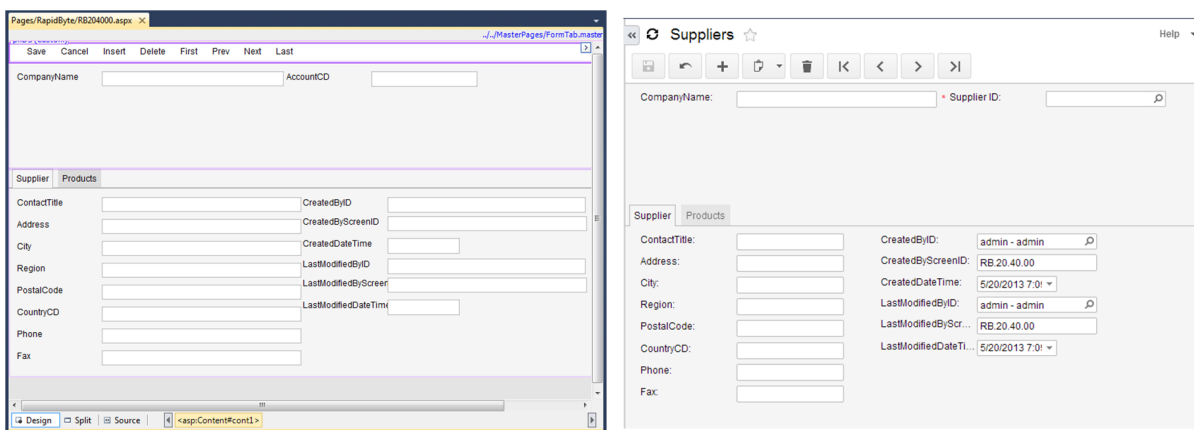 Pages/RapidByte/RB204000.aspx
../../MasterPages/FormTab.master
Save Cancel Insert Delete First Prev Next Last
CompanyName AccountCD
Supplier Products
ContactTitle CreatedByID
Address CreatedByScreenID
City CreatedDateTime
Region LastModifiedByID
PostalCode LastModifiedByScreen
CountryCD LastModifiedDateTime
Phone
Fax
Design Split Source <asp:Content#cont1>
Suppliers Help
CompanyName: * Supplier ID:
Supplier Products
ContactTitle: CreatedByID: admin - admin
Address: CreatedByScreenID: RB.20.40.00
City: CreatedDateTime: 5/20/2013 7:0
Region: LastModifiedByID: admin - admin
PostalCode: LastModifiedByScr... RB.20.40.00
CountryCD: LastModifiedDateTi... 5/20/2013 7:0
Phone:
Fax: